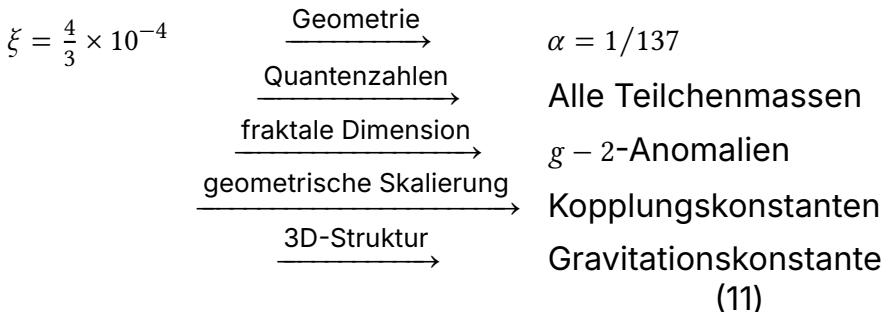 ξ = 4/3 × 10⁻⁴ Geometrie → α = 1/137
Quantenzahlen → Alle Teilchenmassen
fraktale Dimension → g − 2-Anomalien
geometrische Skalierung → Kopplungskonstanten
3D-Struktur → Gravitationskonstante
(11)